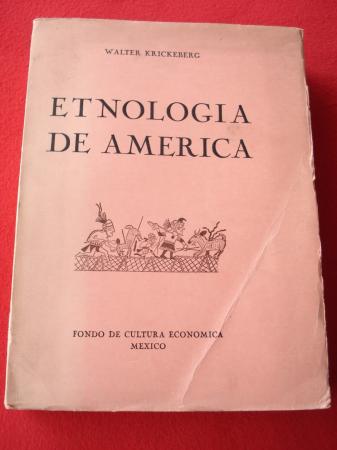 WALTER KRICKEBERG
ETNOLOGIA
DE AMERICA
FONDO DE CULTURA ECONOMICA
MEXICO